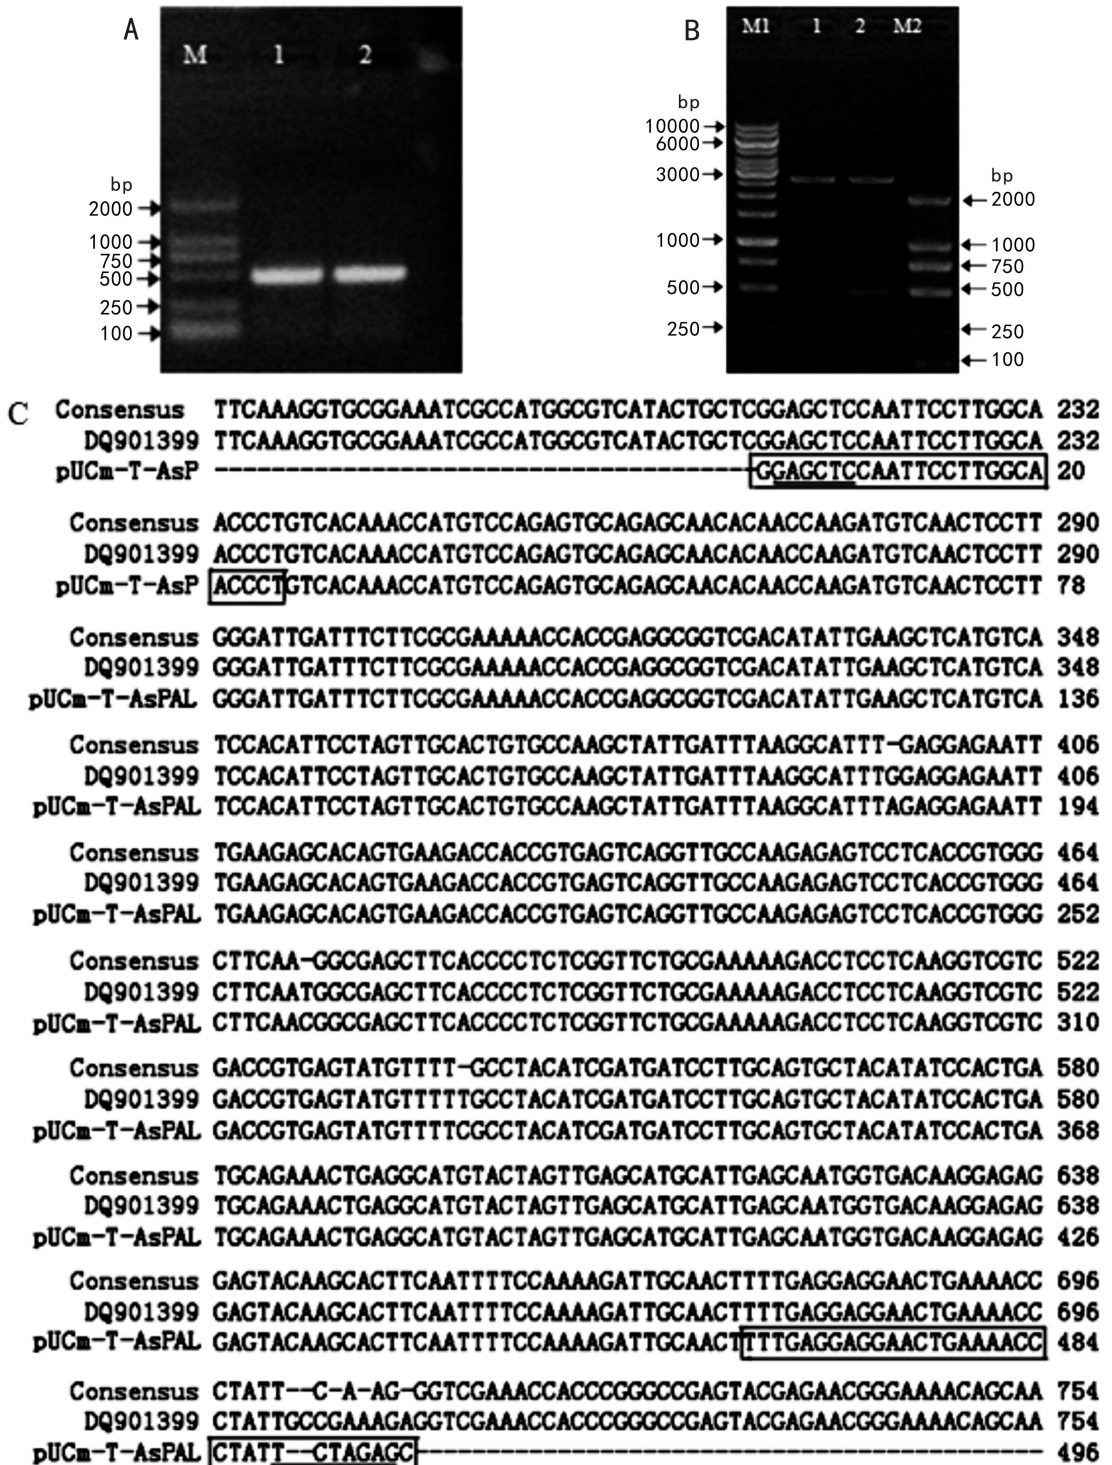 A
M 1 2
bp
2000
1000
750
500
250
100
B
M1 1 2 M2
bp
10000
6000
3000
1000
500
250
bp
2000
1000
750
500
250
100
C
Consensus TTCAAAGGTGCGGAAATCGCCATGGCGTCATACTGCTCGGAGCTCCAATTCCTTGGCA 232
DQ901399 TTCAAAGGTGCGGAAATCGCCATGGCGTCATACTGCTCGGAGCTCCAATTCCTTGGCA 232
pUCm-T-AsP --------------------------------------GGAGCTCCAATTCCTTGGCA 20
Consensus ACCCTGTCACAAACCATGTCCAGAGTGCAGAGCAACACAACCAAGATGTCAACTCCTT 290
DQ901399 ACCCTGTCACAAACCATGTCCAGAGTGCAGAGCAACACAACCAAGATGTCAACTCCTT 290
pUCm-T-AsP ACCCTGTCACAAACCATGTCCAGAGTGCAGAGCAACACAACCAAGATGTCAACTCCTT 78
Consensus GGGATTGATTTCTTCGCGAAAAACCACCGAGGCGGTCGACATATTGAAGCTCATGTCA 348
DQ901399 GGGATTGATTTCTTCGCGAAAAACCACCGAGGCGGTCGACATATTGAAGCTCATGTCA 348
pUCm-T-AsPAL GGGATTGATTTCTTCGCGAAAAACCACCGAGGCGGTCGACATATTGAAGCTCATGTCA 136
Consensus TCCACATTCCTAGTTGCACTGTGCCAAGCTATTGATTTAAGGCATTT-GAGGAGAATT 406
DQ901399 TCCACATTCCTAGTTGCACTGTGCCAAGCTATTGATTTAAGGCATTTGGAGGAGAATT 406
pUCm-T-AsPAL TCCACATTCCTAGTTGCACTGTGCCAAGCTATTGATTTAAGGCATTTAGAGGAGAATT 194
Consensus TGAAGAGCACAGTGAAGACCACCGTGAGTCAGGTTGCCAAGAGAGTCCTCACCGTGGG 464
DQ901399 TGAAGAGCACAGTGAAGACCACCGTGAGTCAGGTTGCCAAGAGAGTCCTCACCGTGGG 464
pUCm-T-AsPAL TGAAGAGCACAGTGAAGACCACCGTGAGTCAGGTTGCCAAGAGAGTCCTCACCGTGGG 252
Consensus CTTCAA-GGCGAGCTTCACCCCTCTCGGTTCTGCGAAAAAGACCTCCTCAAGGTCGTC 522
DQ901399 CTTCAATGGCGAGCTTCACCCCTCTCGGTTCTGCGAAAAAGACCTCCTCAAGGTCGTC 522
pUCm-T-AsPAL CTTCAACGGCGAGCTTCACCCCTCTCGGTTCTGCGAAAAAGACCTCCTCAAGGTCGTC 310
Consensus GACCGTGAGTATGTTTT-GCCTACATCGATGATCCTTGCAGTGCTACATATCCACTGA 580
DQ901399 GACCGTGAGTATGTTTTTGCCTACATCGATGATCCTTGCAGTGCTACATATCCACTGA 580
pUCm-T-AsPAL GACCGTGAGTATGTTTTCGCCTACATCGATGATCCTTGCAGTGCTACATATCCACTGA 368
Consensus TGCAGAAACTGAGGCATGTACTAGTTGAGCATGCATTGAGCAATGGTGACAAGGAGAG 638
DQ901399 TGCAGAAACTGAGGCATGTACTAGTTGAGCATGCATTGAGCAATGGTGACAAGGAGAG 638
pUCm-T-AsPAL TGCAGAAACTGAGGCATGTACTAGTTGAGCATGCATTGAGCAATGGTGACAAGGAGAG 426
Consensus GAGTACAAGCACTTCAATTTTCCAAAAGATTGCAACTTTTGAGGAGGAACTGAAAACC 696
DQ901399 GAGTACAAGCACTTCAATTTTCCAAAAGATTGCAACTTTTGAGGAGGAACTGAAAACC 696
pUCm-T-AsPAL GAGTACAAGCACTTCAATTTTCCAAAAGATTGCAACTTTTGAGGAGGAACTGAAAACC 484
Consensus CTATT--C-A-AG-GGTCGAAACCACCCGGGCCGAGTACGAGAACGGGAAAACAGCAA 754
DQ901399 CTATTGCCGAAAGAGGTCGAAACCACCCGGGCCGAGTACGAGAACGGGAAAACAGCAA 754
pUCm-T-AsPAL CTATT--CTAGAGC-------------------------------------------- 496